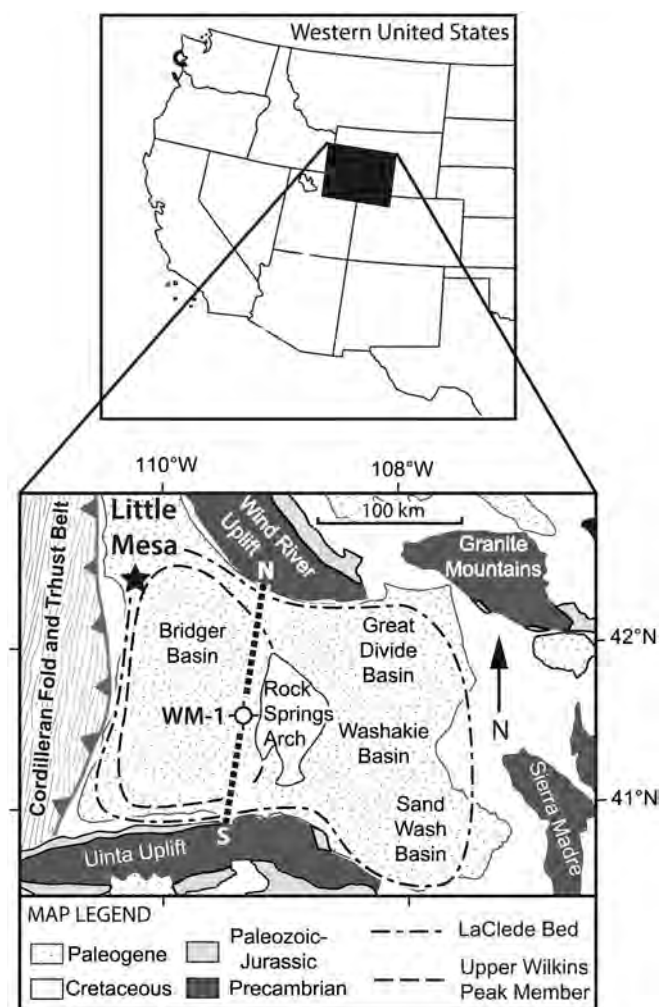 Western United States
110°W
108°W
Little
Mesa
100 km
Wind River
Uplift
N
Granite
Mountains
Cordilleran Fold and Trhust Belt
Bridger
Basin
Great
Divide
Basin
42°N
WM-1
Rock
Springs
Arch
N
Washakie
Basin
Sierra Madre
41°N
Sand
Wash
Basin
S
Uinta Uplift
MAP LEGEND
Paleogene
Cretaceous
Paleozoic-
Jurassic
Precambrian
LaClede Bed
Upper Wilkins
Peak Member